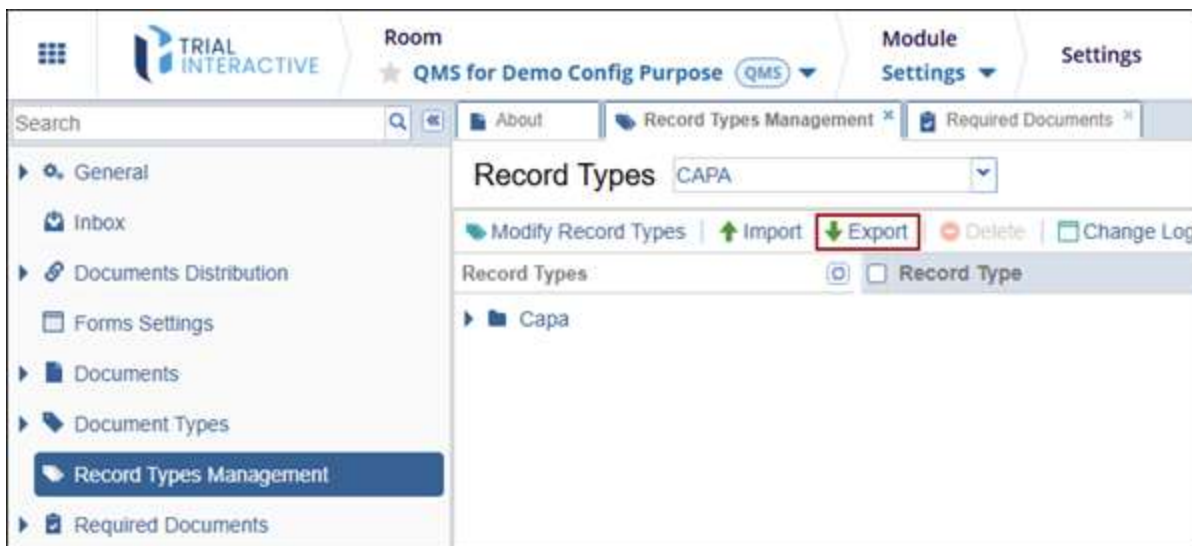 TRIAL
INTERACTIVE
Room
QMS for Demo Config Purpose QMS
Module
Settings
Settings
Search
About
Record Types Management
Required Documents
General
Inbox
Documents Distribution
Forms Settings
Documents
Document Types
Record Types Management
Required Documents
Record Types CAPA
Modify Record Types Import Export Delete Change Log
Record Types Record Type
Capa